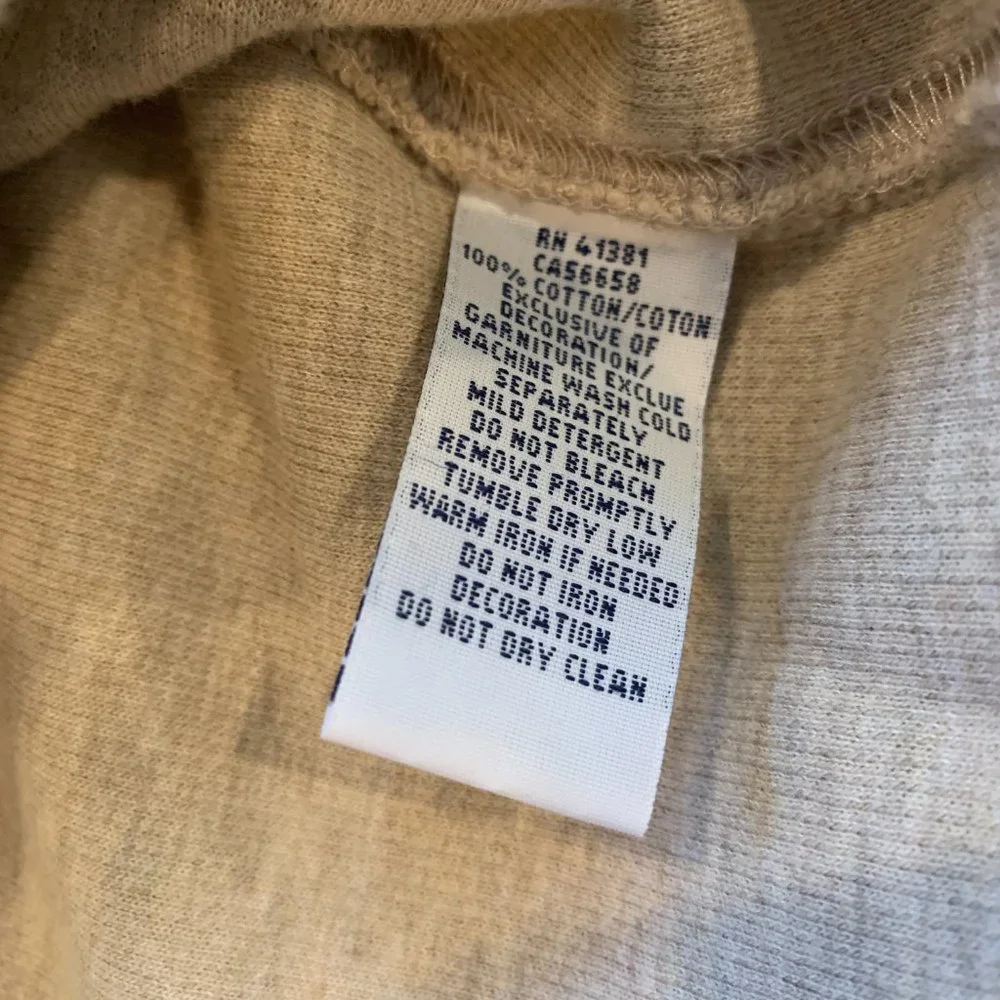 RN 41381
CA56658
100% COTTON/COTON
EXCLUSIVE OF
DECORATION/
GARNITURE EXCLUE
MACHINE WASH COLD
SEPARATELY
MILD DETERGENT
DO NOT BLEACH
REMOVE PROMPTLY
TUMBLE DRY LOW
WARM IRON IF NEEDED
DO NOT IRON
DECORATION
DO NOT DRY CLEAN